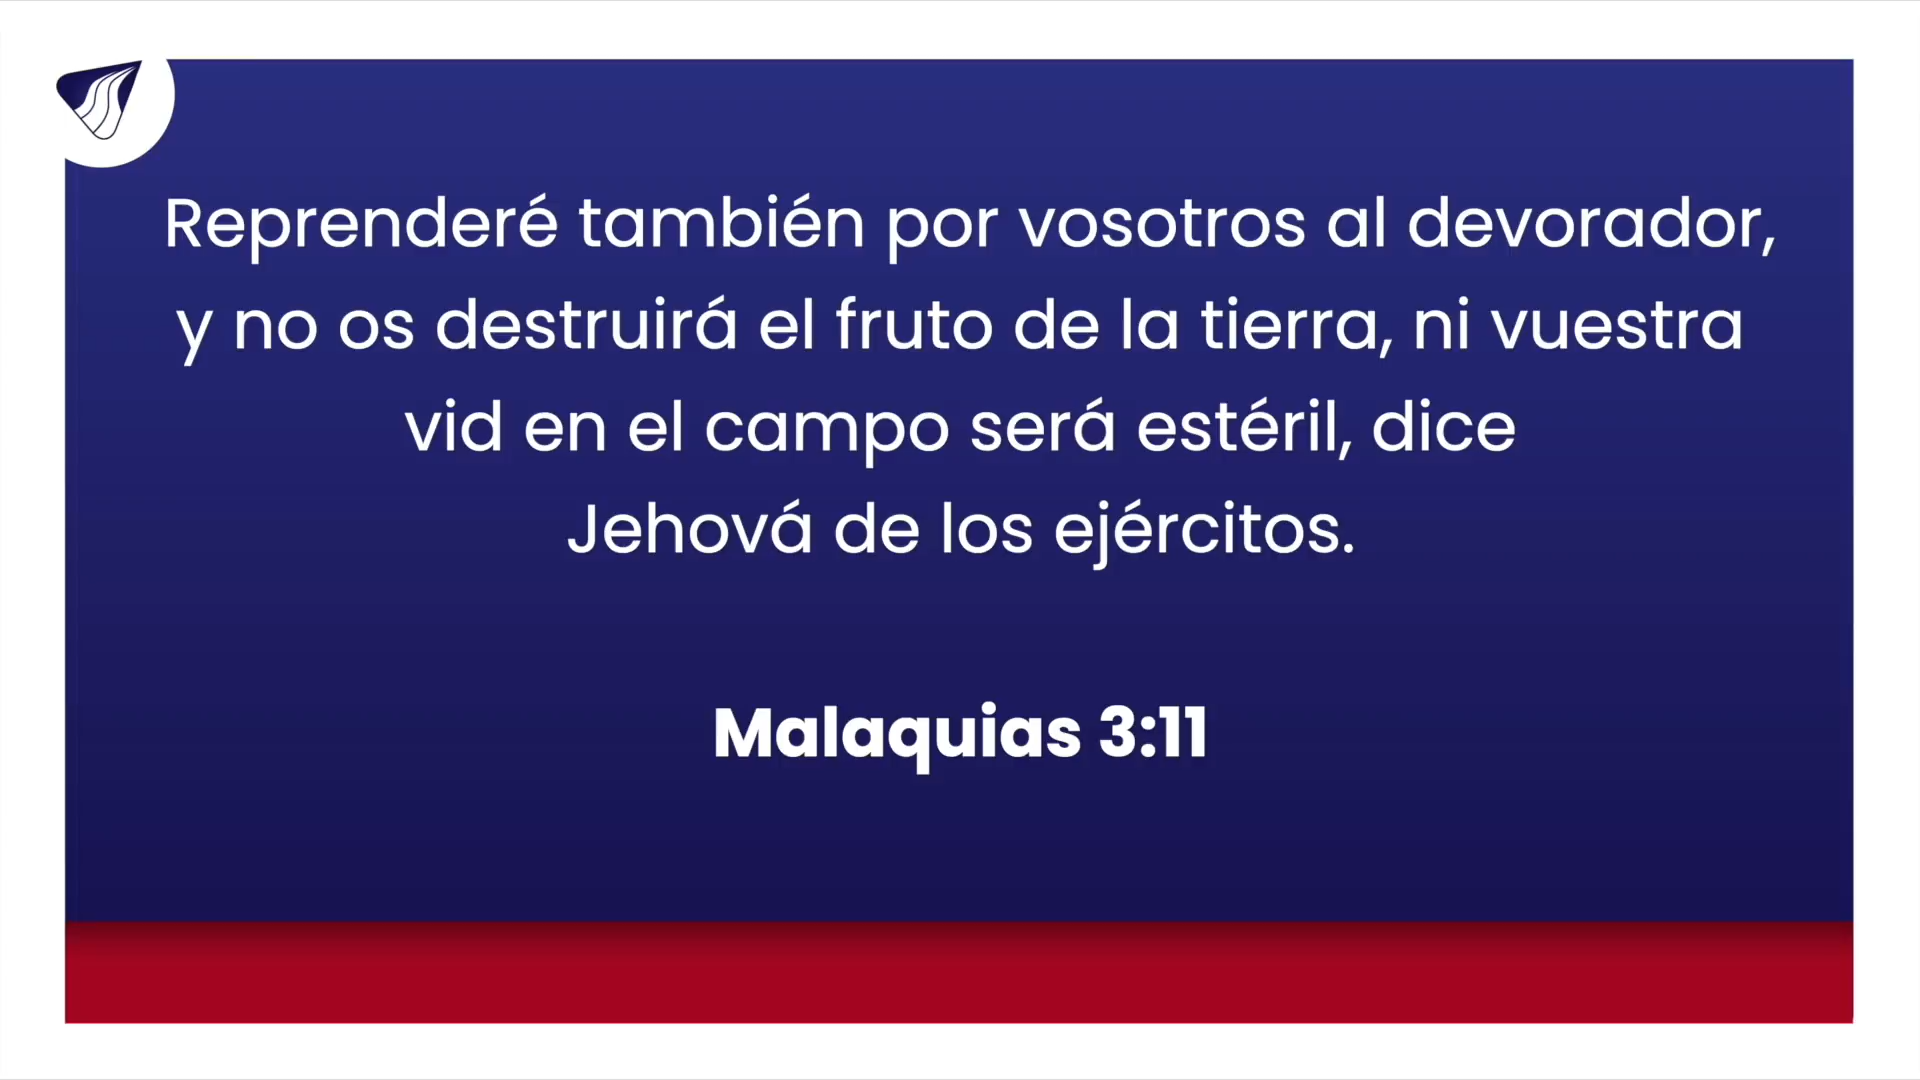 Reprenderé también por vosotros al devorador,
y no os destruirá el fruto de la tierra, ni vuestra
vid en el campo será estéril, dice
Jehová de los ejércitos.
Malaquias 3:11